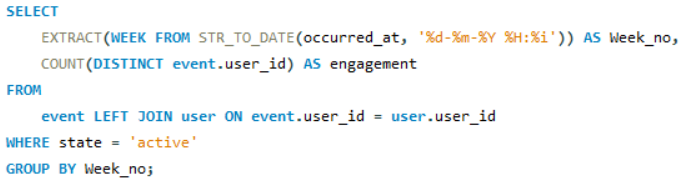 SELECT
    EXTRACT(WEEK FROM STR_TO_DATE(occurred_at, '%d-%m-%Y %H:%i')) AS Week_no,
    COUNT(DISTINCT event.user_id) AS engagement
FROM
    event LEFT JOIN user ON event.user_id = user.user_id
WHERE state = 'active'
GROUP BY Week_no;